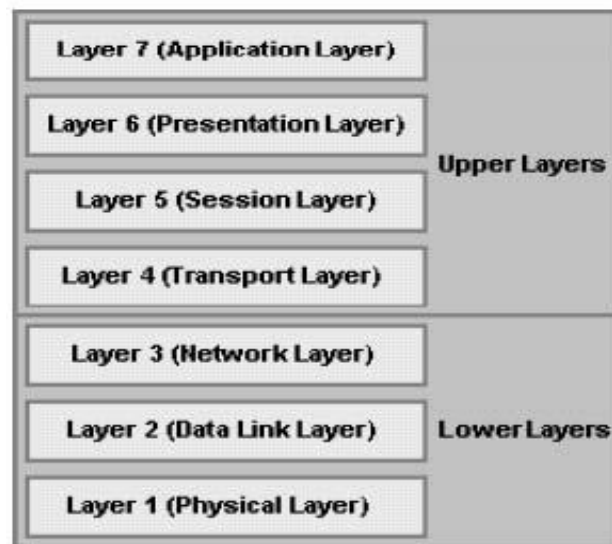 Layer 7 (Application Layer)
Layer 6 (Presentation Layer)
Upper Layers
Layer 5 (Session Layer)
Layer 4 (Transport Layer)
Layer 3 (Network Layer)
Layer 2 (Data Link Layer)
Lower Layers
Layer 1 (Physical Layer)